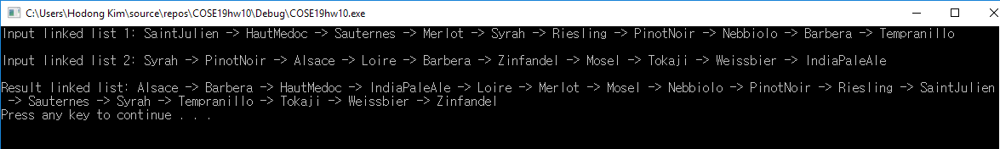 C:\Users\Hodong Kim\source\repos\COSE19hw10\Debug\COSE19hw10.exe
Input linked list 1: SaintJulien -> HautMedoc -> Sauternes -> Merlot -> Syrah -> Riesling -> PinotNoir -> Nebbiolo -> Barbera -> Tempranillo
Input linked list 2: Syrah -> PinotNoir -> Alsace -> Loire -> Barbera -> Zinfandel -> Mosel -> Tokaji -> Weissbier -> IndiaPaleAle
Result linked list: Alsace -> Barbera -> HautMedoc -> IndiaPaleAle -> Loire -> Merlot -> Mosel -> Nebbiolo -> PinotNoir -> Riesling -> SaintJulien
-> Sauternes -> Syrah -> Tempranillo -> Tokaji -> Weissbier -> Zinfandel
Press any key to continue . . .